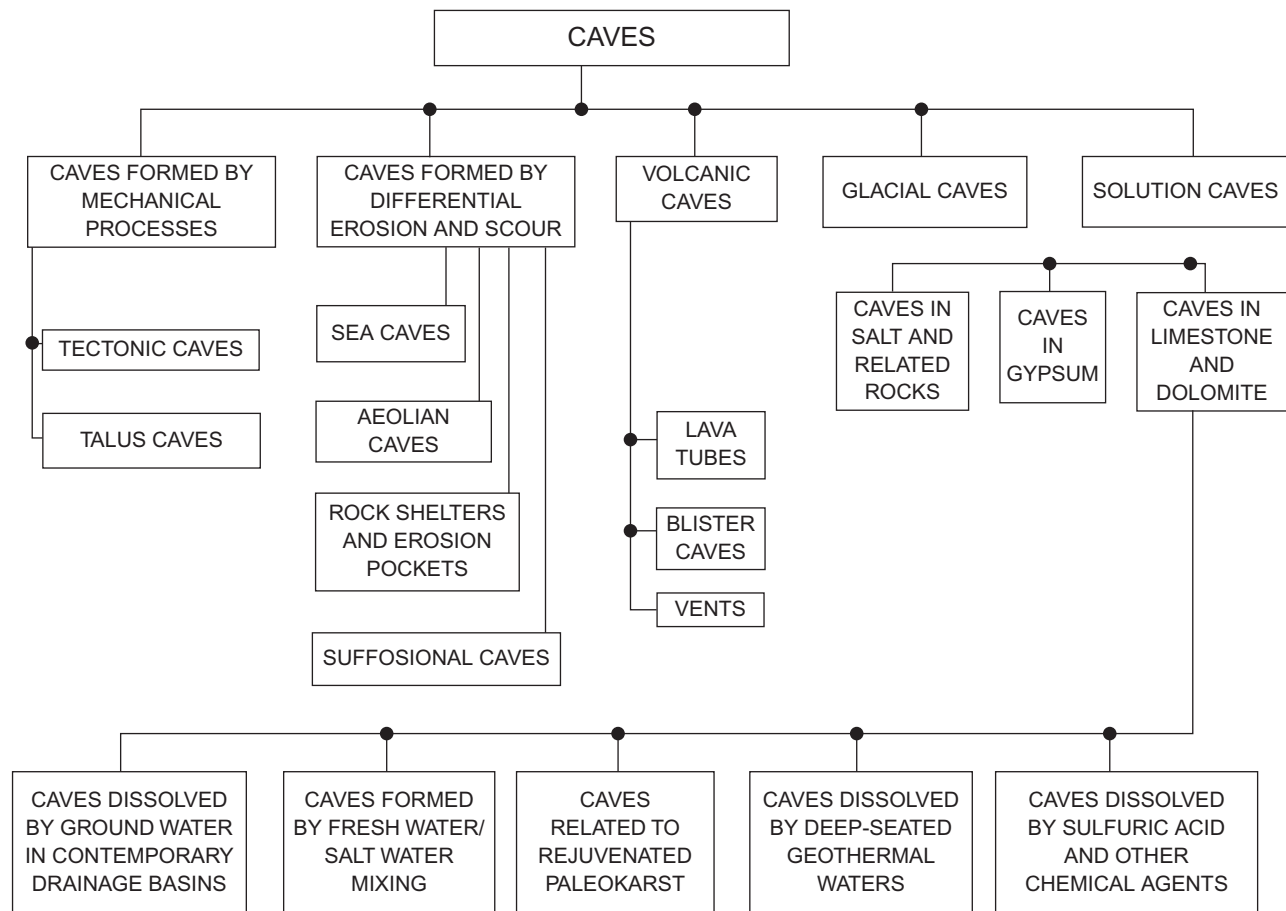 CAVES
CAVES FORMED BY
MECHANICAL
PROCESSES
CAVES FORMED BY
DIFFERENTIAL
EROSION AND SCOUR
VOLCANIC
CAVES
GLACIAL CAVES
SOLUTION CAVES
TECTONIC CAVES
TALUS CAVES
SEA CAVES
AEOLIAN
CAVES
ROCK SHELTERS
AND EROSION
POCKETS
SUFFOSIONAL CAVES
LAVA
TUBES
BLISTER
CAVES
VENTS
CAVES IN
SALT AND
RELATED
ROCKS
CAVES
IN
GYPSUM
CAVES IN
LIMESTONE
AND
DOLOMITE
CAVES DISSOLVED
BY GROUND WATER
IN CONTEMPORARY
DRAINAGE BASINS
CAVES FORMED
BY FRESH WATER/
SALT WATER
MIXING
CAVES
RELATED TO
REJUVENATED
PALEOKARST
CAVES DISSOLVED
BY DEEP-SEATED
GEOTHERMAL
WATERS
CAVES DISSOLVED
BY SULFURIC ACID
AND OTHER
CHEMICAL AGENTS